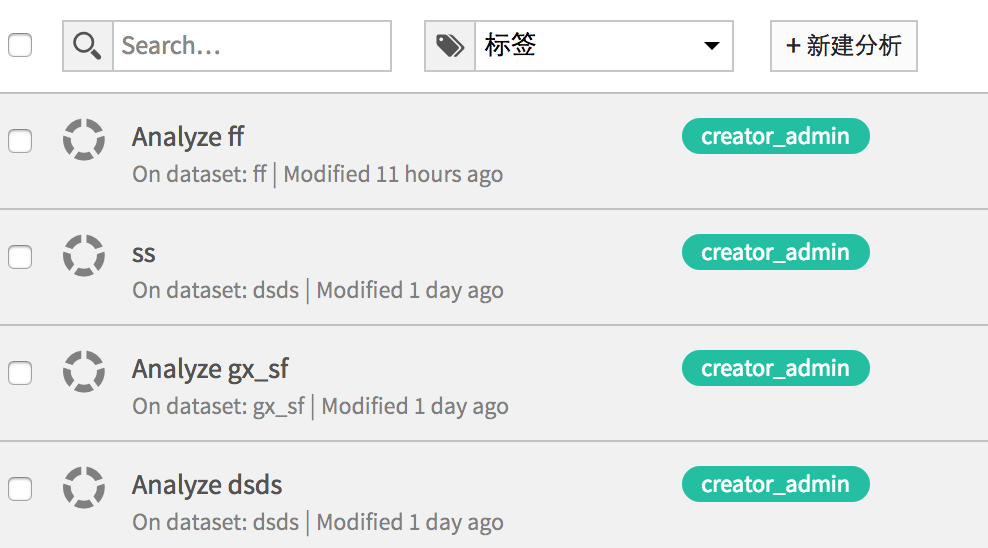 Search...
标签
+ 新建分析
Analyze ff
creator_admin
On dataset: ff | Modified 11 hours ago
ss
creator_admin
On dataset: dsds | Modified 1 day ago
Analyze gx_sf
creator_admin
On dataset: gx_sf | Modified 1 day ago
Analyze dsds
creator_admin
On dataset: dsds | Modified 1 day ago